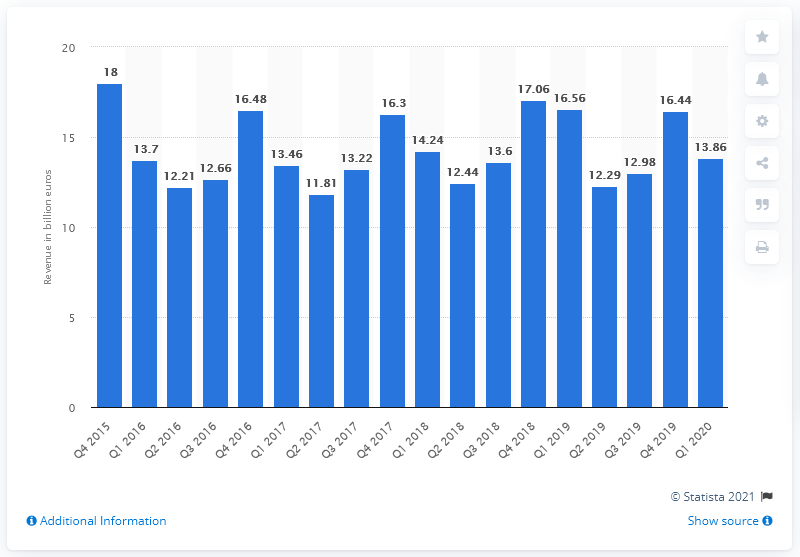 20
15
10
5
0
Revenue in billion euros
18
13.7
12.21
12.66
16.48
13.46
11.81
13.22
16.3
14.24
12.44
13.6
17.06
16.56
12.29
12.98
16.44
13.86
Q4 2015
Q1 2016
Q2 2016
Q3 2016
Q4 2016
Q1 2017
Q2 2017
Q3 2017
Q4 2017
Q1 2018
Q2 2018
Q3 2018
Q4 2018
Q1 2019
Q2 2019
Q3 2019
Q4 2019
Q1 2020
© Statista 2021
Additional Information
Show source